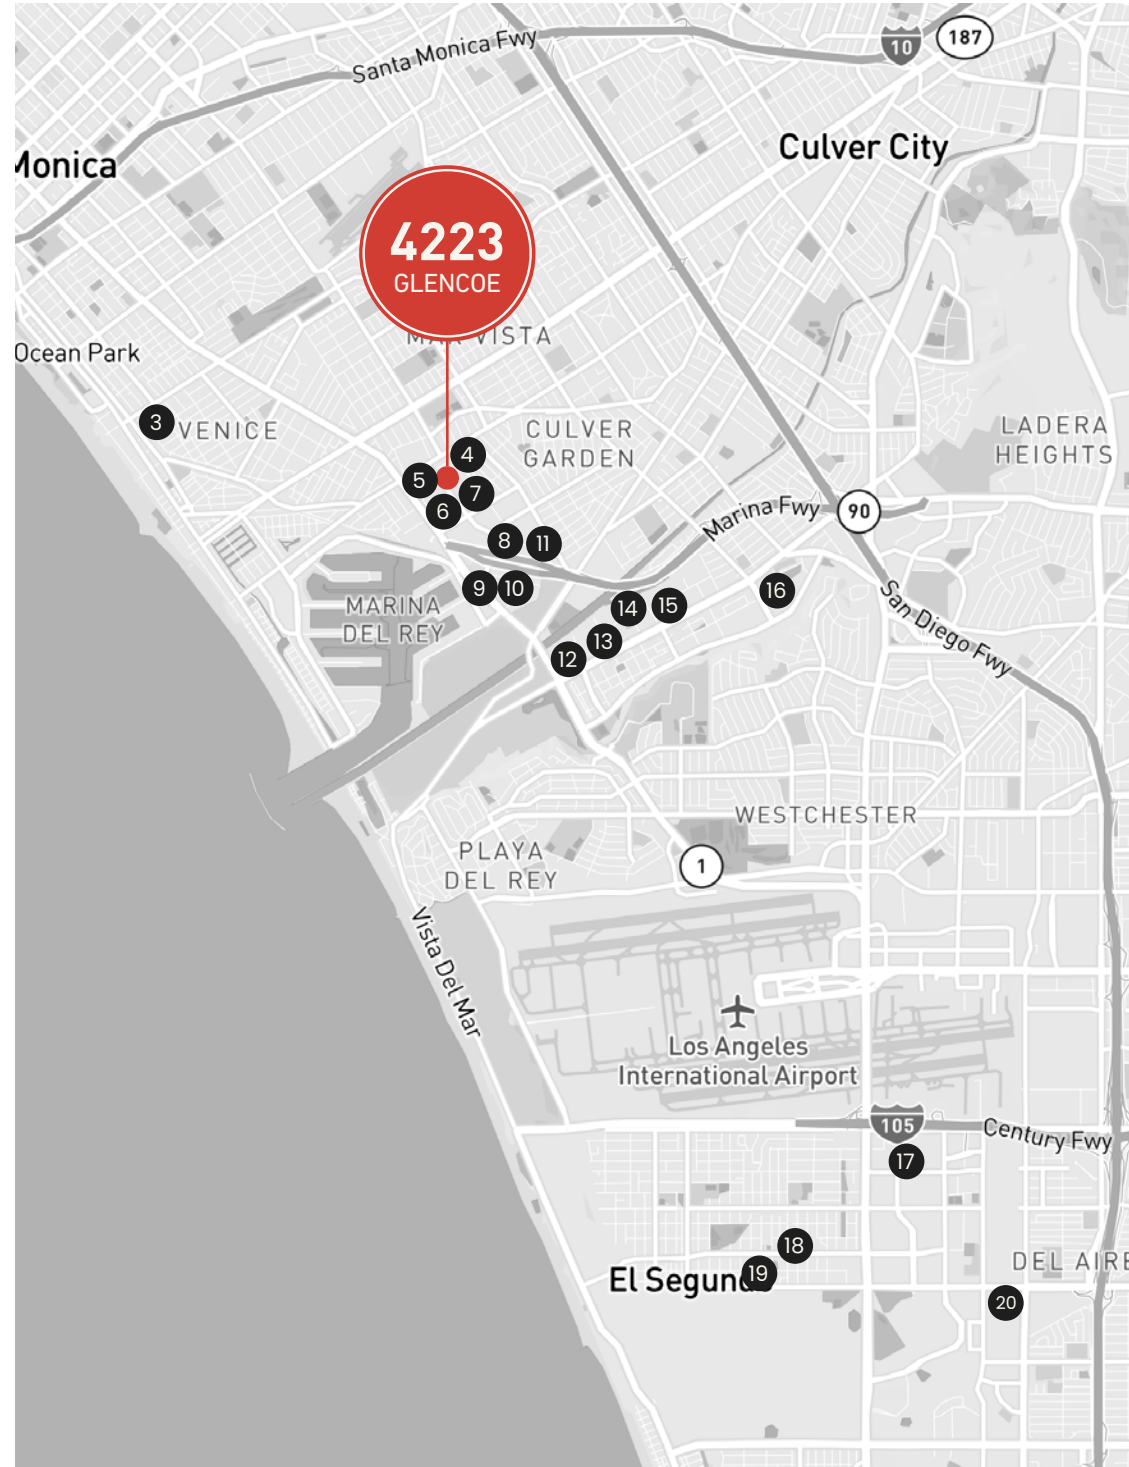 Santa Monica Fwy
10
187
Monica
Culver City
4223
GLENCOE
MAR VISTA
Ocean Park
3
VENICE
CULVER
GARDEN
LADERA
HEIGHTS
4
5
7
6
Marina Fwy
90
8
11
9
10
MARINA
DEL REY
14
15
16
San Diego Fwy
13
12
WESTCHESTER
PLAYA
DEL REY
1
Vista Del Mar
Los Angeles
International Airport
105
Century Fwy
17
18
El Segundo
19
DEL AIRE
20